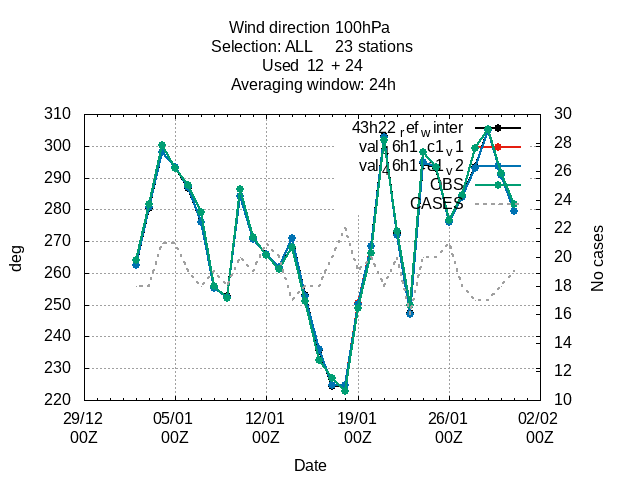 Wind direction 100hPa
Selection: ALL 23 stations
Used 12 + 24
Averaging window: 24h
310 30
300 28
290 26
280 24
270 22
260 20
250 18
240 16
230 14
220 12
10
deg
No cases
43h22_ref_winter
val_46h1_c1_v1
val_46h1_c1_v2
OBS
CASES
29/12 05/01 12/01 19/01 26/01 02/02
00Z 00Z 00Z 00Z 00Z 00Z
Date